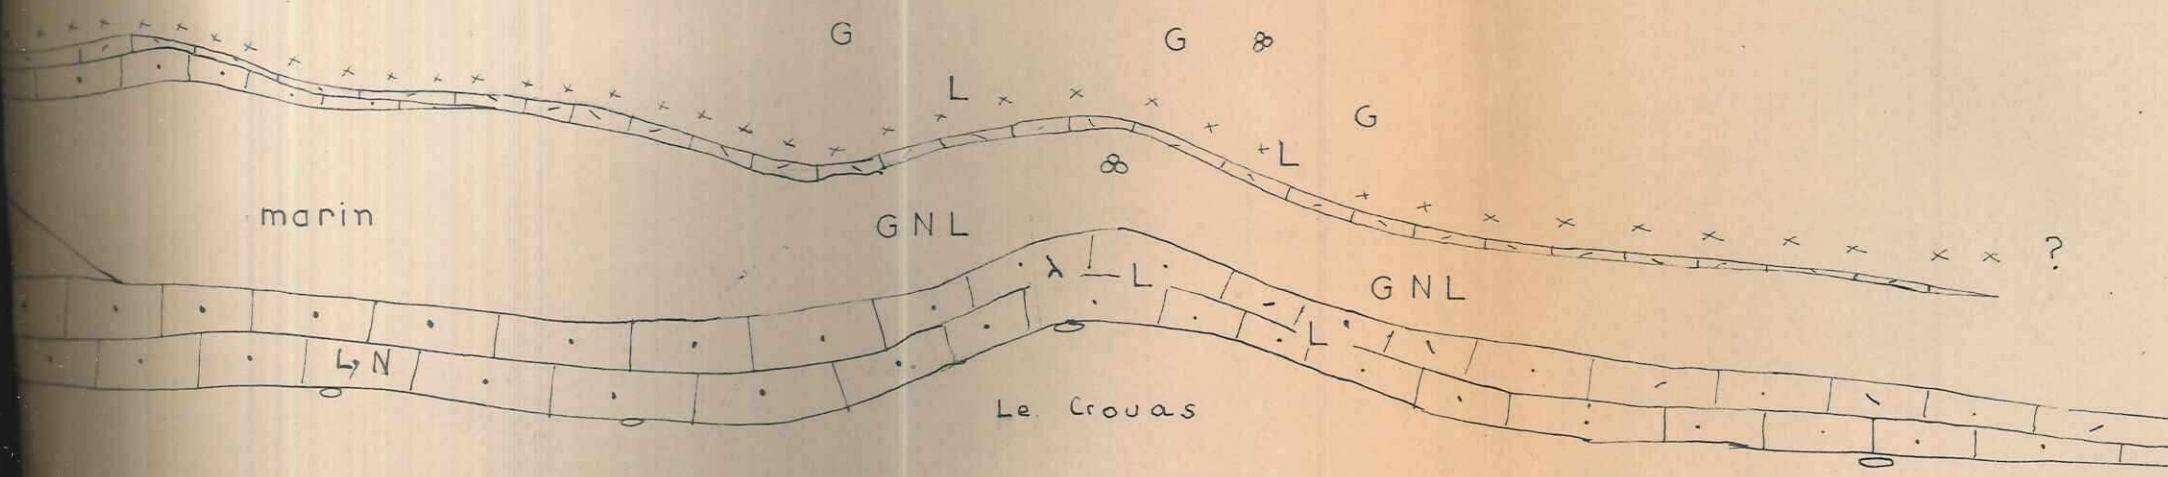 G G
L G
L
marin GNL
λ L GNL
L
L, N
Le Crouas
?